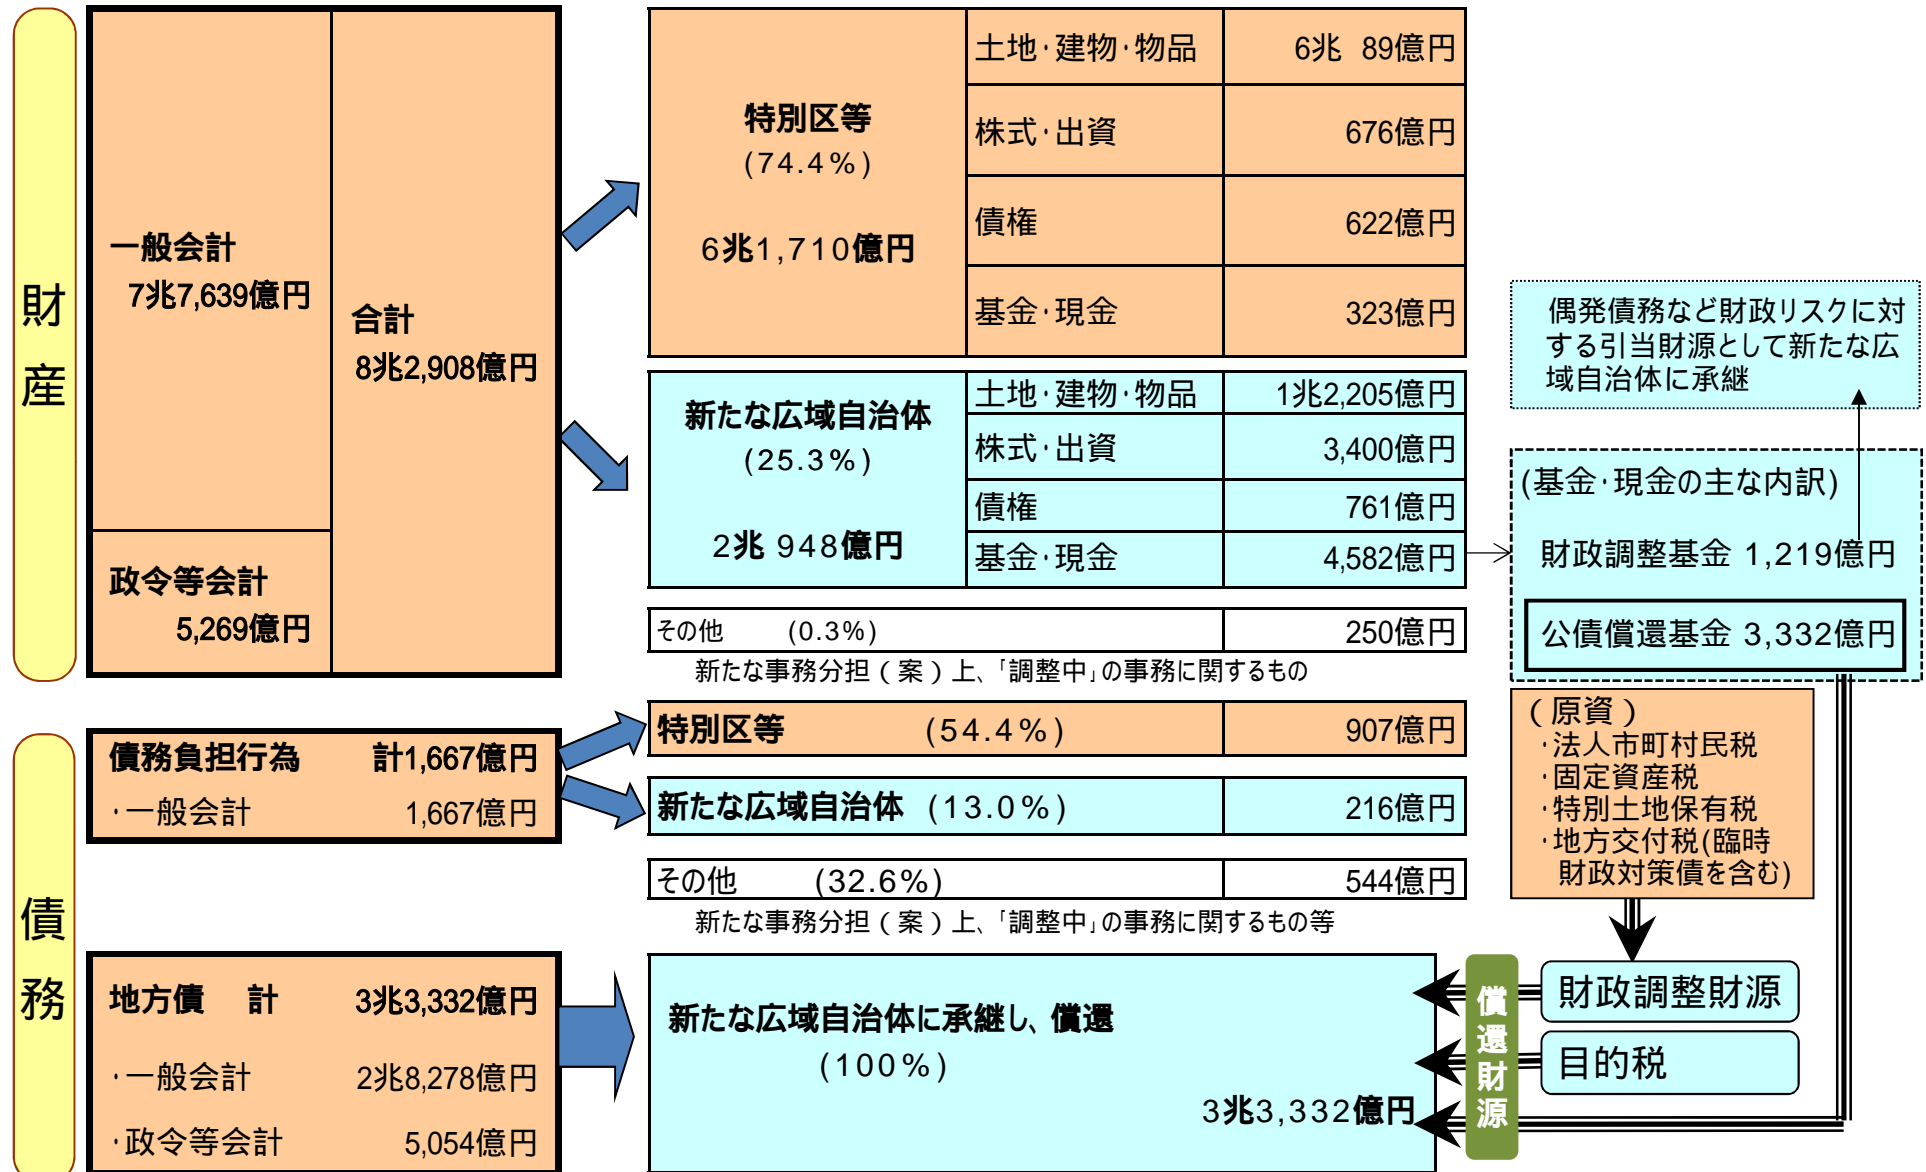 財産
一般会計
7兆7,639億円
政令等会計
5,269億円
合計
8兆2,908億円
特別区等
(74.4%)
6兆1,710億円
土地・建物・物品 6兆 89億円
株式・出資 676億円
債権 622億円
基金・現金 323億円
新たな広域自治体
(25.3%)
2兆 948億円
土地・建物・物品 1兆2,205億円
株式・出資 3,400億円
債権 761億円
基金・現金 4,582億円
その他 (0.3%) 250億円
新たな事務分担（案）上、「調整中」の事務に関するもの
偶発債務など財政リスクに対
する引当財源として新たな広
域自治体に承継
(基金・現金の主な内訳)
財政調整基金 1,219億円
公債償還基金 3,332億円
債務
債務負担行為 計1,667億円
・一般会計 1,667億円
特別区等 (54.4%) 907億円
新たな広域自治体 (13.0%) 216億円
その他 (32.6%) 544億円
新たな事務分担（案）上、「調整中」の事務に関するもの等
（原資）
・法人市町村民税
・固定資産税
・特別土地保有税
・地方交付税(臨時
財政対策債を含む)
地方債 計 3兆3,332億円
・一般会計 2兆8,278億円
・政令等会計 5,054億円
新たな広域自治体に承継し、償還
(100%)
3兆3,332億円
償還財源
財政調整財源
目的税